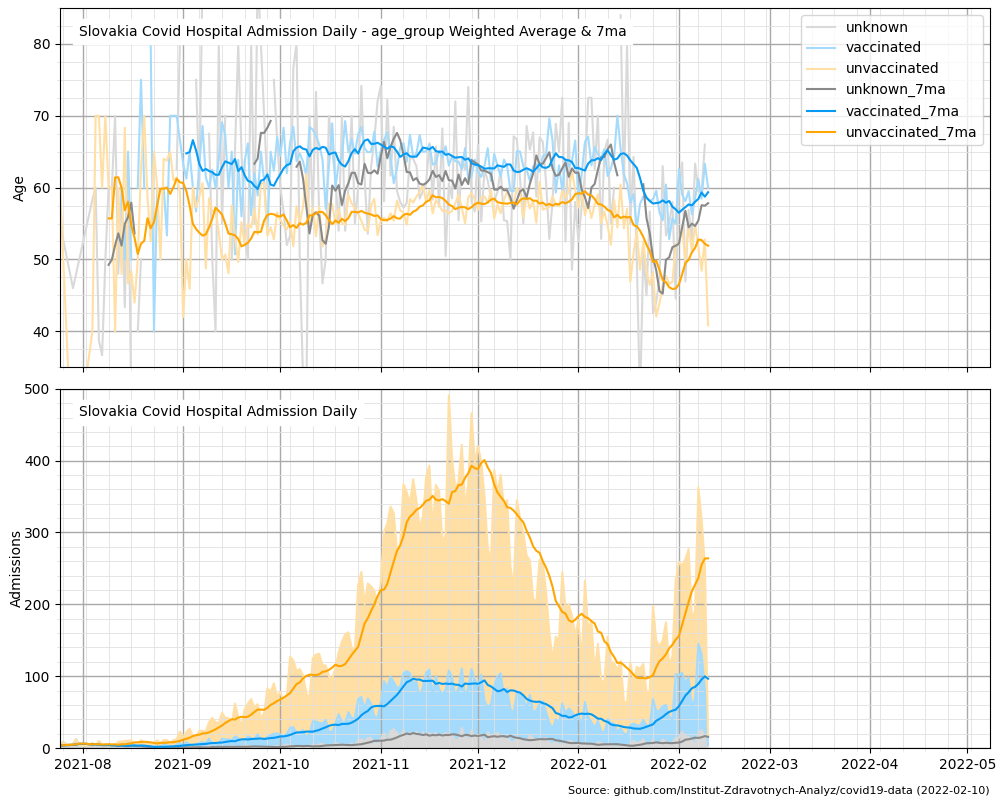 Slovakia Covid Hospital Admission Daily - age_group Weighted Average & 7ma
unknown
vaccinated
unvaccinated
unknown_7ma
vaccinated_7ma
unvaccinated_7ma
80
70
60
50
40
Age
Slovakia Covid Hospital Admission Daily
500
400
300
200
100
0
Admissions
2021-08 2021-09 2021-10 2021-11 2021-12 2022-01 2022-02 2022-03 2022-04 2022-05
Source: github.com/Institut-Zdravotnych-Analyz/covid19-data (2022-02-10)